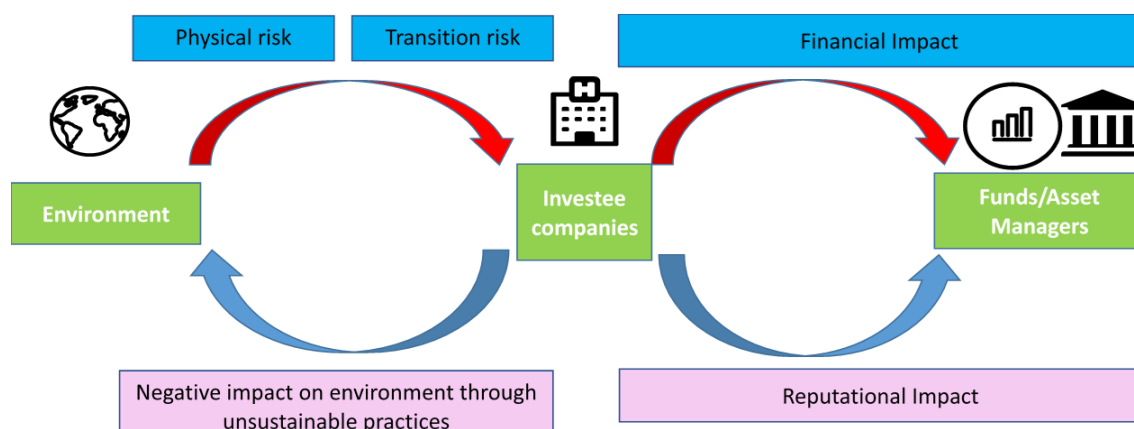 Physical risk
Transition risk
Financial Impact
H
Environment
Investee
companies
Funds/Asset
Managers
Negative impact on environment through
unsustainable practices
Reputational Impact